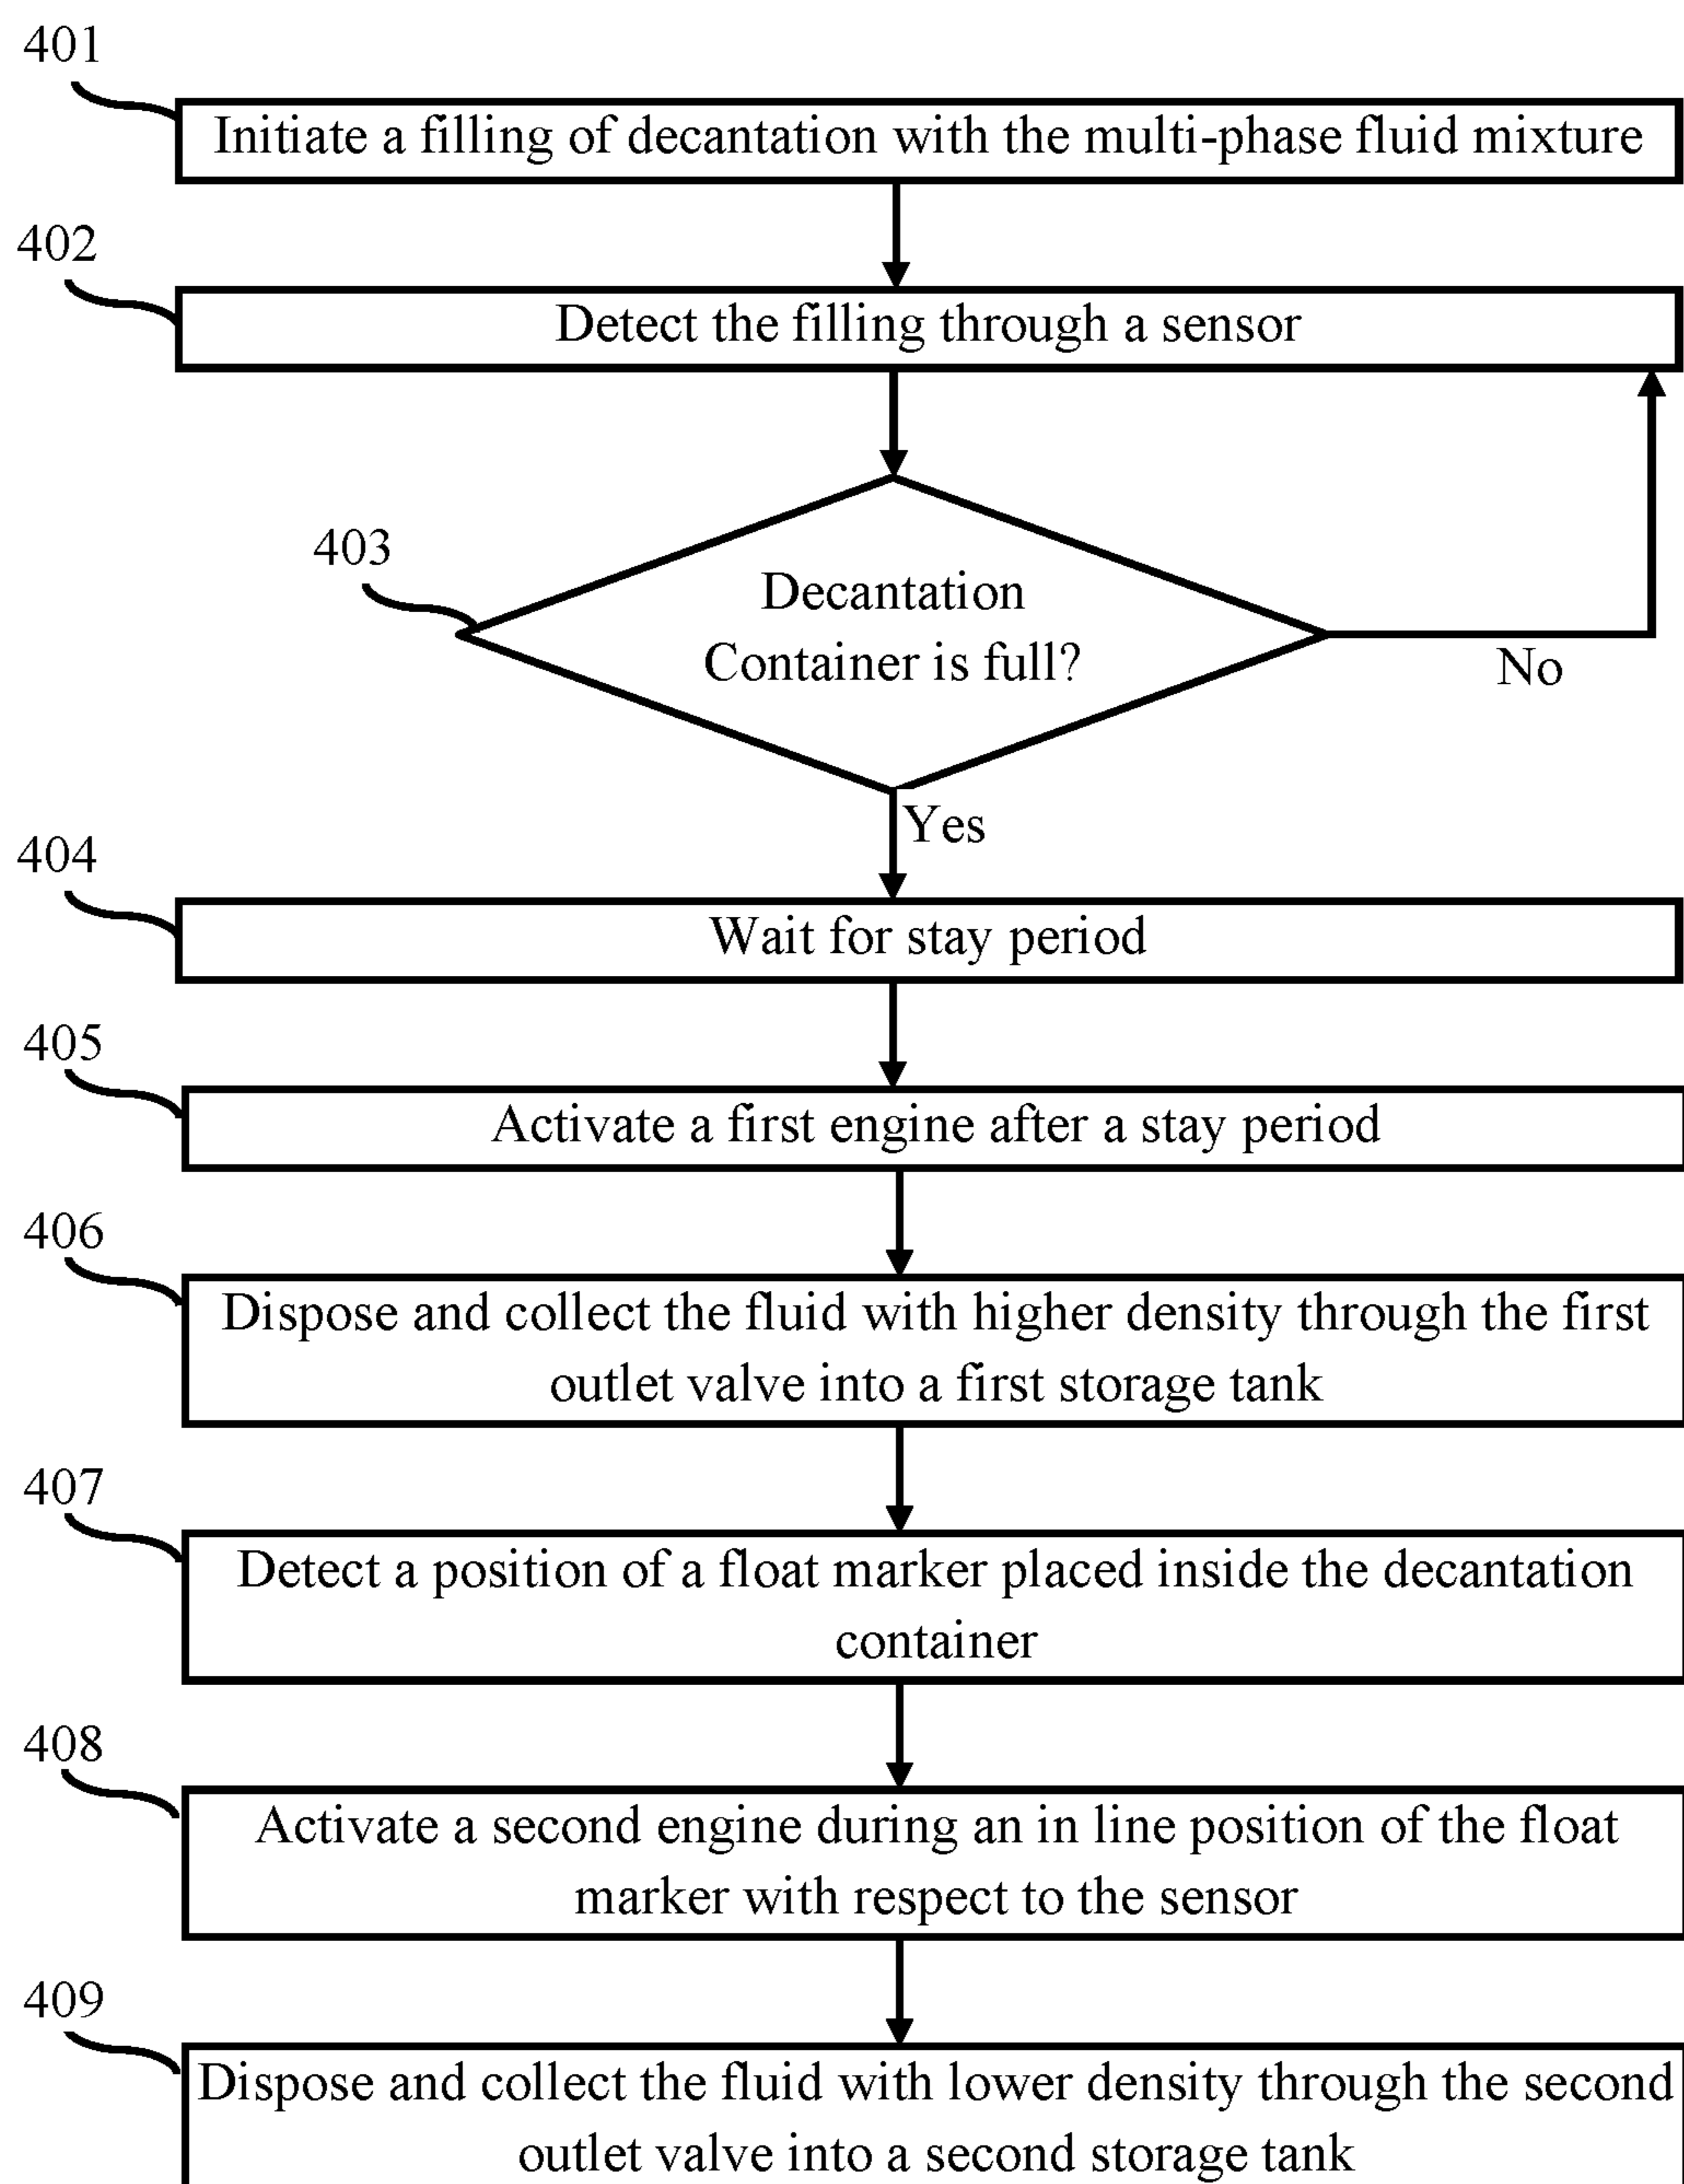 401
Initiate a filling of decantation with the multi-phase fluid mixture
402
Detect the filling through a sensor
403
Decantation
Container is full?
No
Yes
404
Wait for stay period
405
Activate a first engine after a stay period
406
Dispose and collect the fluid with higher density through the first
outlet valve into a first storage tank
407
Detect a position of a float marker placed inside the decantation
container
408
Activate a second engine during an in line position of the float
marker with respect to the sensor
409
Dispose and collect the fluid with lower density through the second
outlet valve into a second storage tank